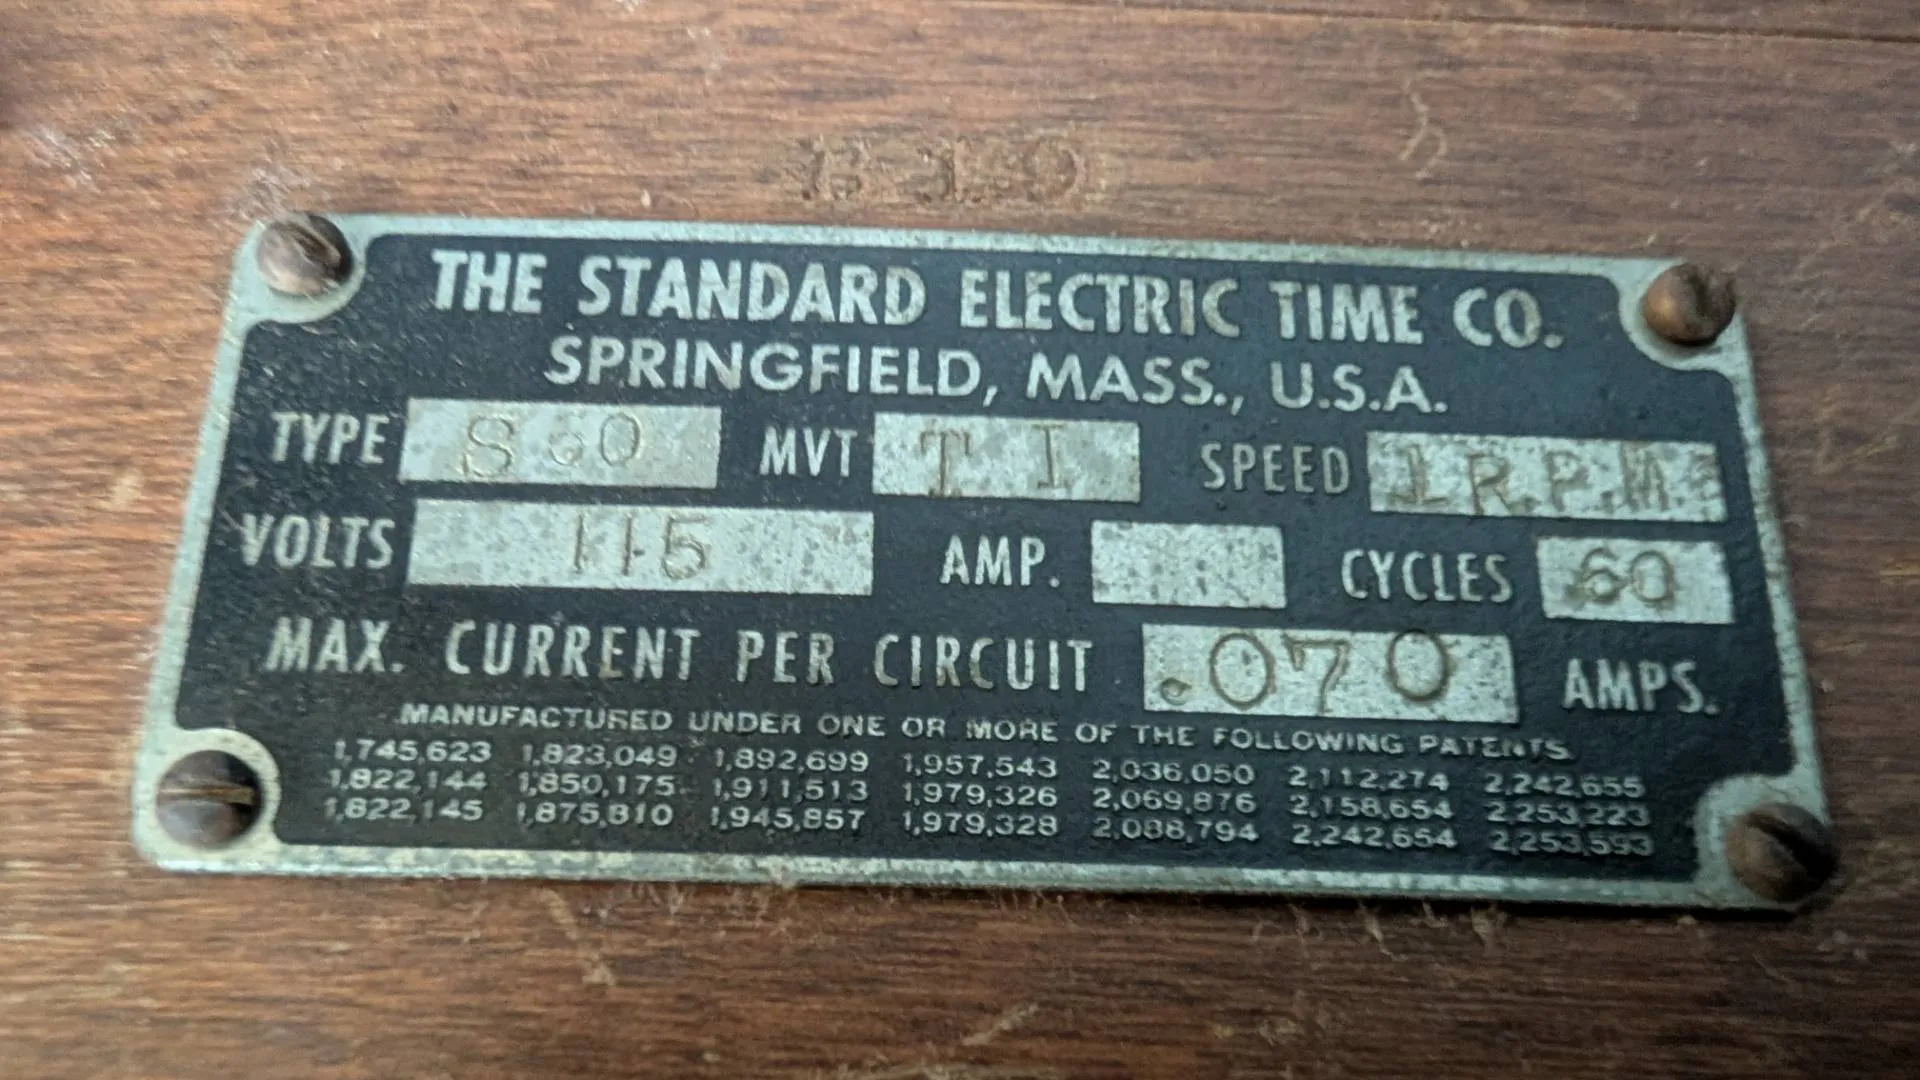 THE STANDARD ELECTRIC TIME CO.
SPRINGFIELD, MASS., U.S.A.
TYPE S60 MVT T I SPEED 1 R.P.M.
VOLTS 115 AMP. CYCLES 60
MAX. CURRENT PER CIRCUIT .070 AMPS.
MANUFACTURED UNDER ONE OR MORE OF THE FOLLOWING PATENTS
1,745,623 1,823,049 1,892,699 1,957,543 2,036,050 2,112,274 2,242,655
1,822,144 1,850,175 1,911,513 1,979,326 2,069,876 2,158,654 2,253,223
1,822,145 1,875,810 1,945,857 1,979,328 2,088,794 2,242,654 2,253,593